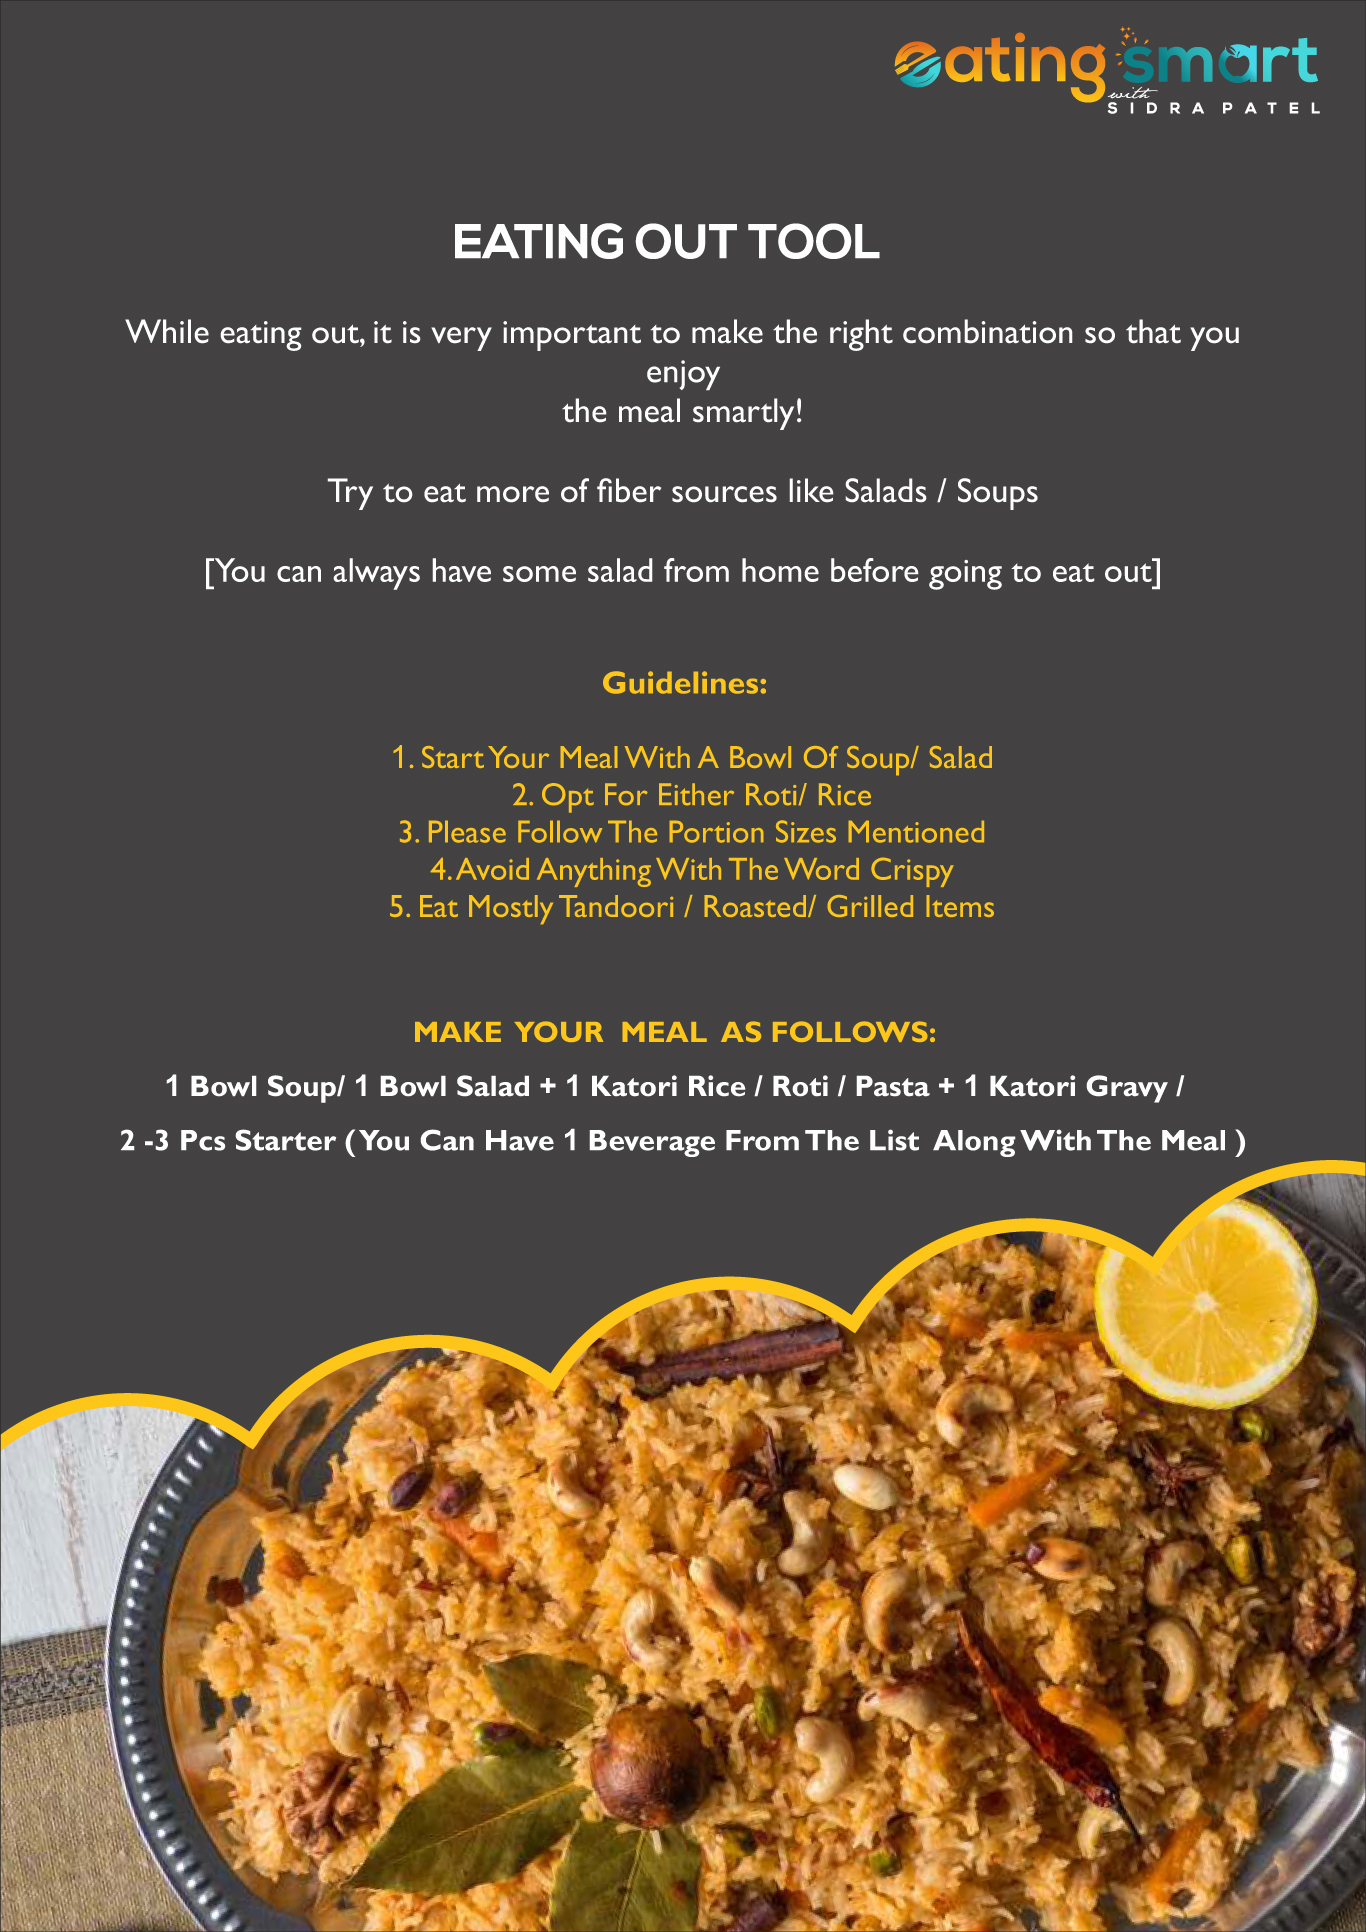 eating smart
with
SIDRA PATEL
EATING OUT TOOL
While eating out, it is very important to make the right combination so that you
enjoy
the meal smartly!
Try to eat more of fiber sources like Salads / Soups
[You can always have some salad from home before going to eat out]
Guidelines:
1. Start Your Meal With A Bowl Of Soup/ Salad
2. Opt For Either Roti/ Rice
3. Please Follow The Portion Sizes Mentioned
4. Avoid Anything With The Word Crispy
5. Eat Mostly Tandoori / Roasted/ Grilled Items
MAKE YOUR MEAL AS FOLLOWS:
1 Bowl Soup/ 1 Bowl Salad + 1 Katori Rice / Roti / Pasta + 1 Katori Gravy /
2 -3 Pcs Starter ( You Can Have 1 Beverage From The List Along With The Meal )